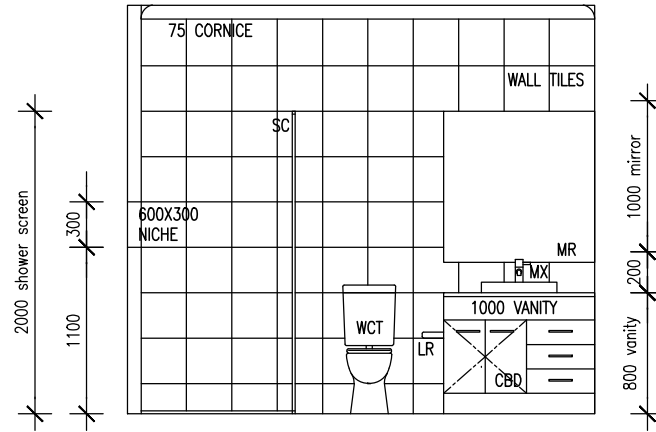 75 CORNICE
WALL TILES
SC
2000 shower screen
300
1100
600X300
NICHE
1000 mirror
200
800 vanity
MR
MX
1000 VANITY
WCT
LR
CBD